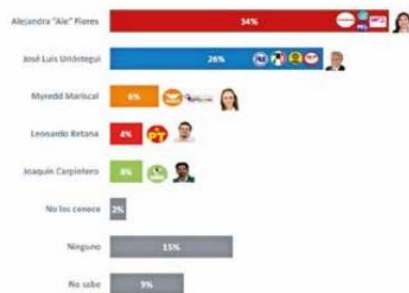 Alejandra "Ale" Flores
34%
José Luis Urióstegui
26%
Myredd Mariscal
6%
Leonardo Retana
4%
PT
Joaquín Carpintero
No los conoce
2%
Ninguno
15%
No sabe
9%